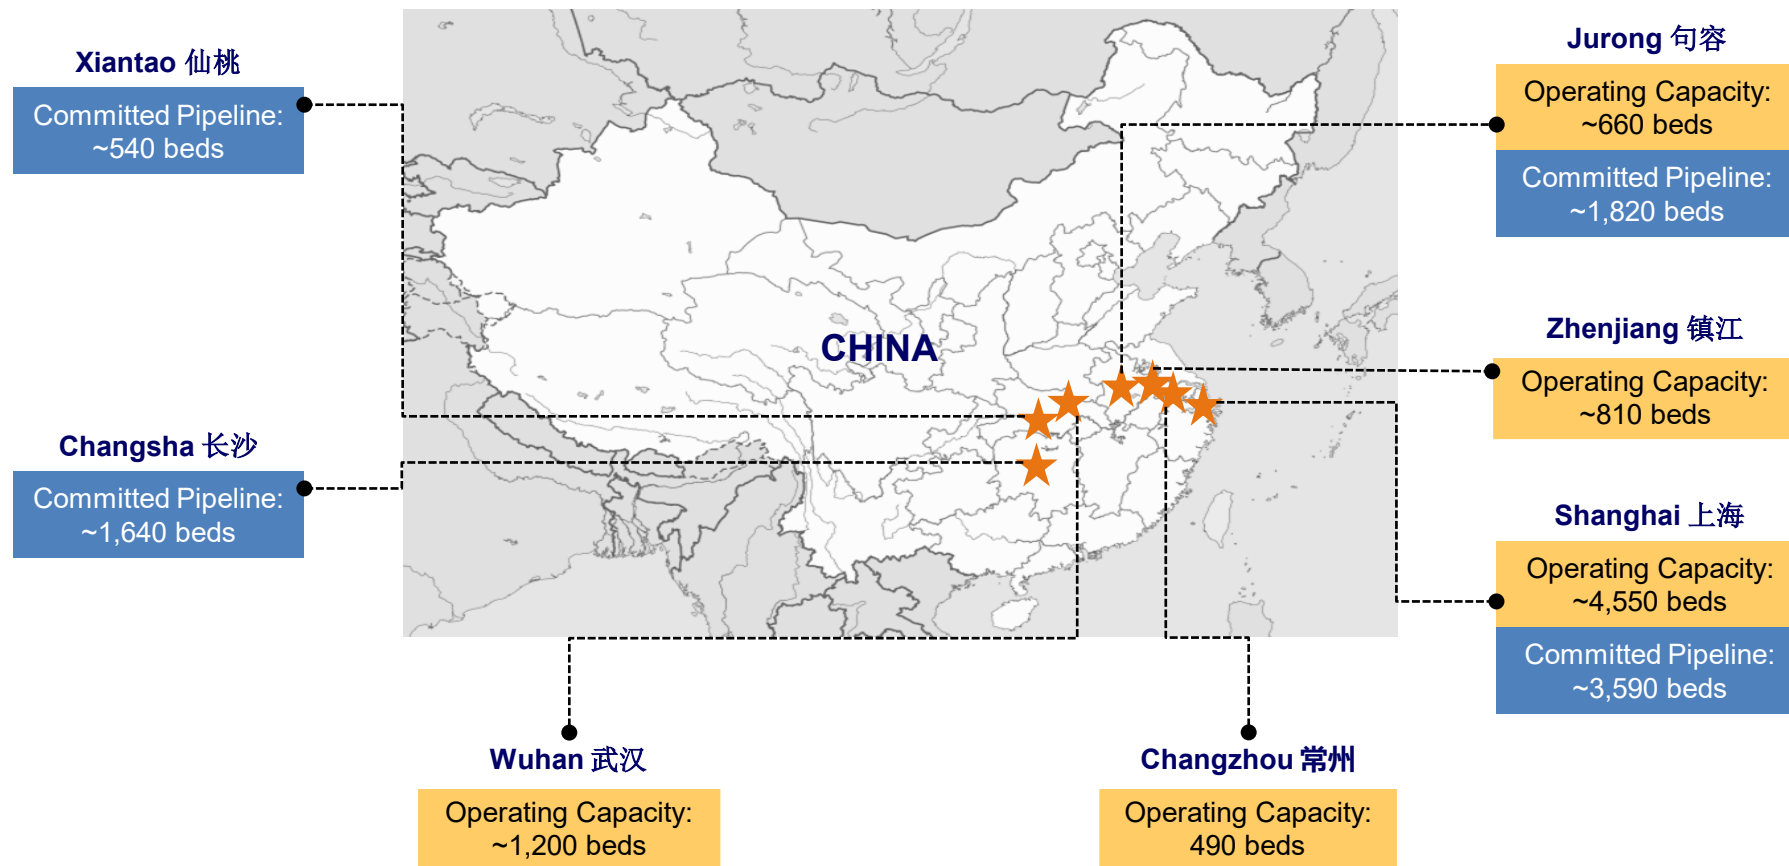 Xiantao 仙桃
Committed Pipeline:
~540 beds
Changsha 长沙
Committed Pipeline:
~1,640 beds
CHINA
Jurong 句容
Operating Capacity:
~660 beds
Committed Pipeline:
~1,820 beds
Zhenjiang 镇江
Operating Capacity:
~810 beds
Shanghai 上海
Operating Capacity:
~4,550 beds
Committed Pipeline:
~3,590 beds
Wuhan 武汉
Operating Capacity:
~1,200 beds
Changzhou 常州
Operating Capacity:
490 beds